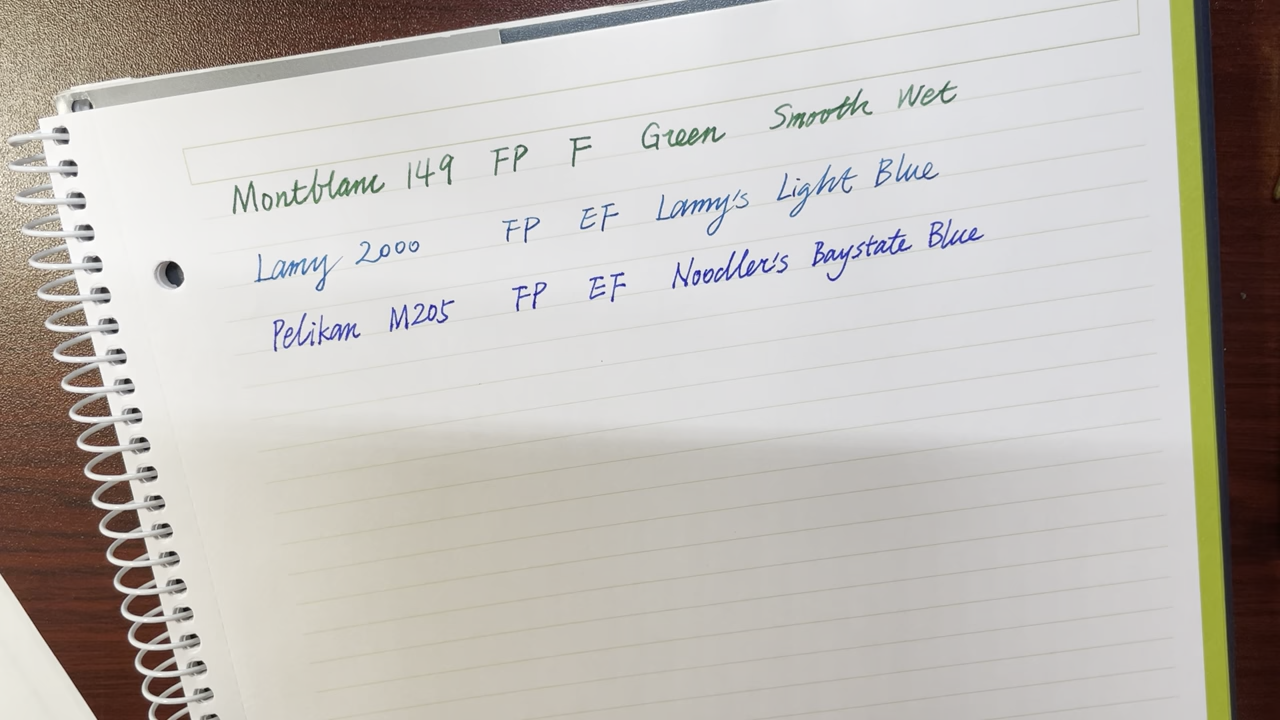 Montblanc 149 FP F Green Smooth Wet
Lamy 2000 FP EF Lamy's Light Blue
Pelikan M205 FP EF Noodler's Baystate Blue